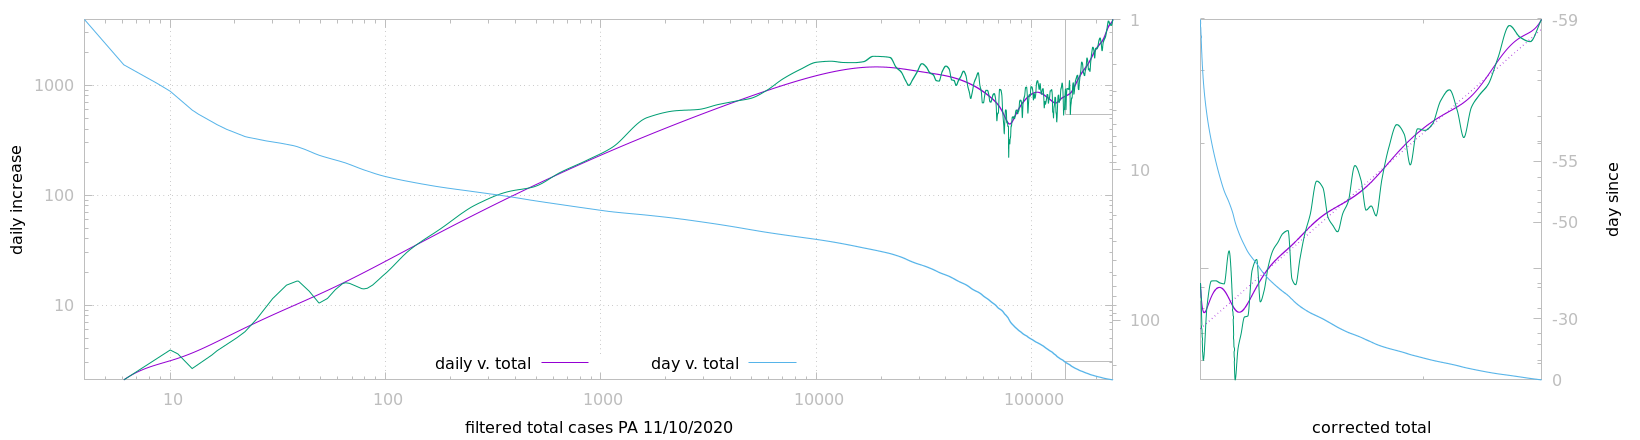 1000
100
10
daily increase
10
100
1000
10000
100000
filtered total cases PA 11/10/2020
daily v. total
day v. total
1
10
100
-59
-55
-50
-30
0
day since
corrected total